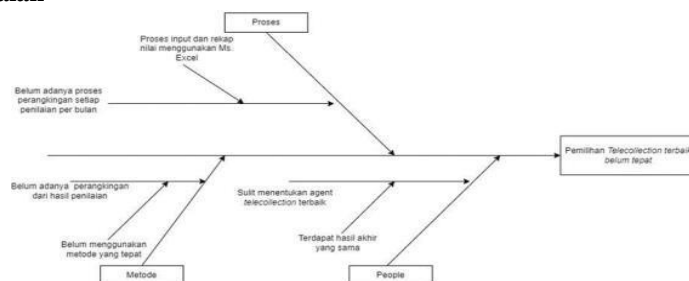 Proses
Proses input dan rekap
nilai menggunakan Ms.
Excel
Belum adanya proses
perangkingan setiap
penilaian per bulan
Pemilihan Telecollection terbaik
belum tepat
Belum adanya perangkingan
dari hasil penilaian
Sulit menentukan agent
telecollection terbaik
Belum menggunakan
metode yang tepat
Terdapat hasil akhir
yang sama
Metode
People